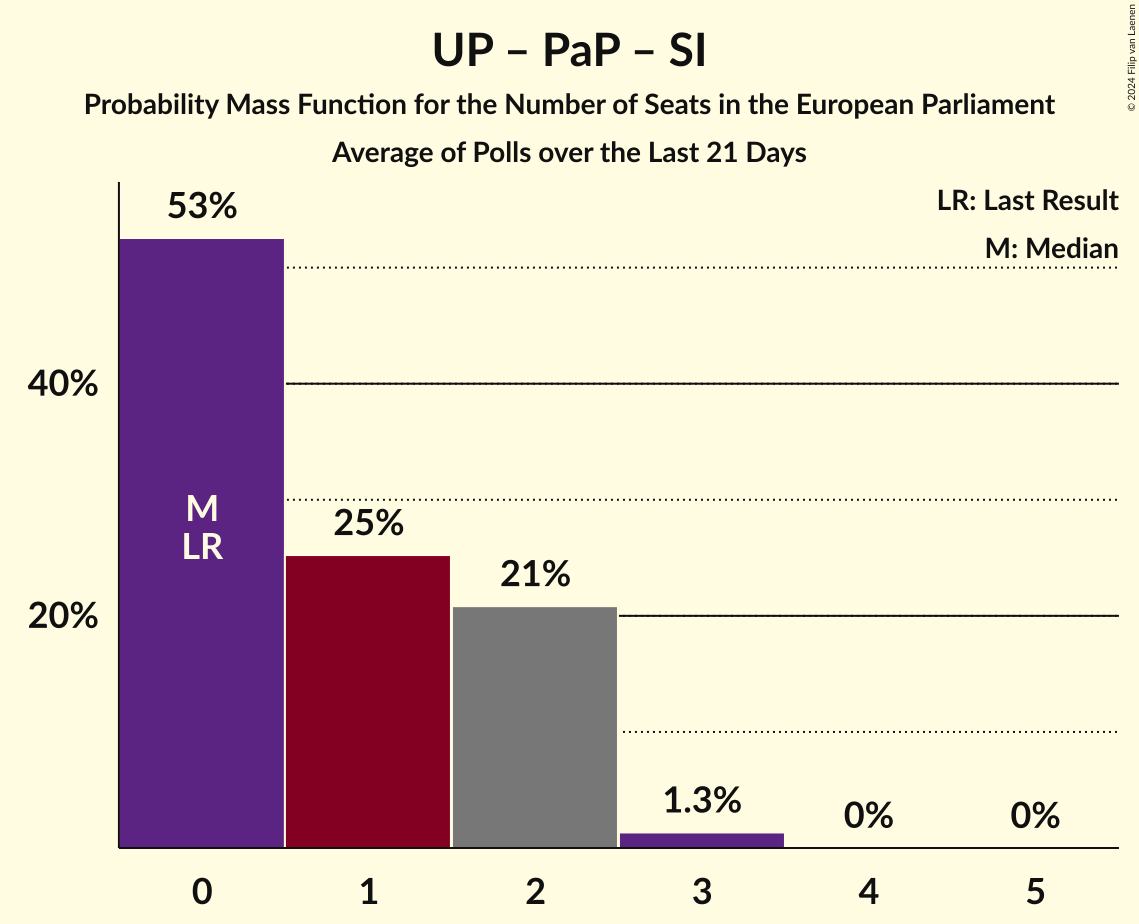 UP – PaP – SI
Probability Mass Function for the Number of Seats in the European Parliament
Average of Polls over the Last 21 Days
© 2024 Filip van Laenen
LR: Last Result
M: Median
53%
40%
M
LR
25%
21%
20%
1.3%
0%
0%
0
1
2
3
4
5